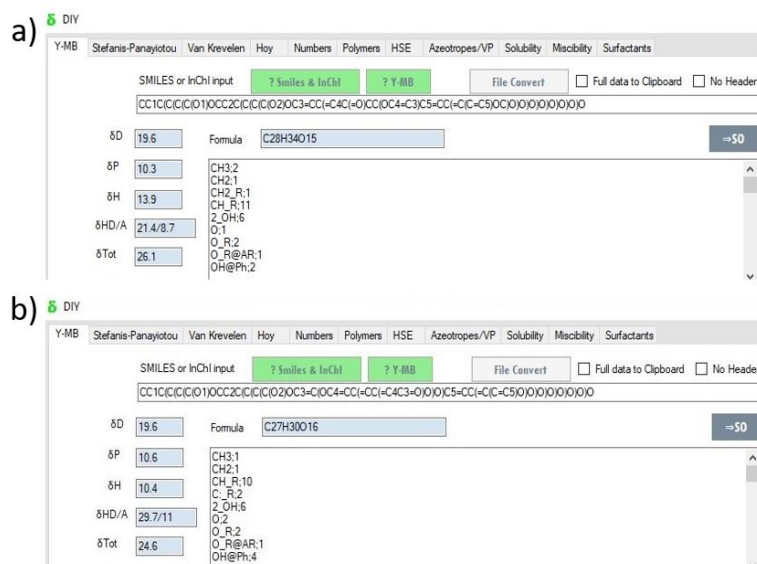 δ DIY
a)
Y-MB Stefanis-Panayiotou Van Krevelen Hoy Numbers Polymers HSE Azeotropes/VP Solubility Miscibility Surfactants
SMILES or InChI input ? Smiles & InChI ? Y-MB File Convert Full data to Clipboard No Header
CC1C(C(C(C(O1)OCC2C(C(C(C(O2)OC3=CC(=C4C(=O)CC(OC4=C3)C5=CC(=C(C=C5)OC)O)O)O)O)O)O)O)O
δD 19.6 Formula C28H34O15 ⇒SO
δP 10.3
δH 13.9
δHD/A 21.4/8.7
δTot 26.1
CH3;2
CH2;1
CH2_R;1
CH_R;11
2_OH;6
O;1
O_R;2
O_R@AR;1
OH@Ph;2
b)
δ DIY
Y-MB Stefanis-Panayiotou Van Krevelen Hoy Numbers Polymers HSE Azeotropes/VP Solubility Miscibility Surfactants
SMILES or InChI input ? Smiles & InChI ? Y-MB File Convert Full data to Clipboard No Header
CC1C(C(C(C(O1)OCC2C(C(C(C(O2)OC3=C(OC4=CC(=CC(=C4C3=O)O)O)C5=CC(=C(C=C5)O)O)O)O)O)O)O)O
δD 19.6 Formula C27H30O16 ⇒SO
δP 10.6
δH 10.4
δHD/A 29.7/11
δTot 24.6
CH3;1
CH2;1
CH_R;10
C:_R;2
2_OH;6
O;2
O_R;2
O_R@AR;1
OH@Ph;4